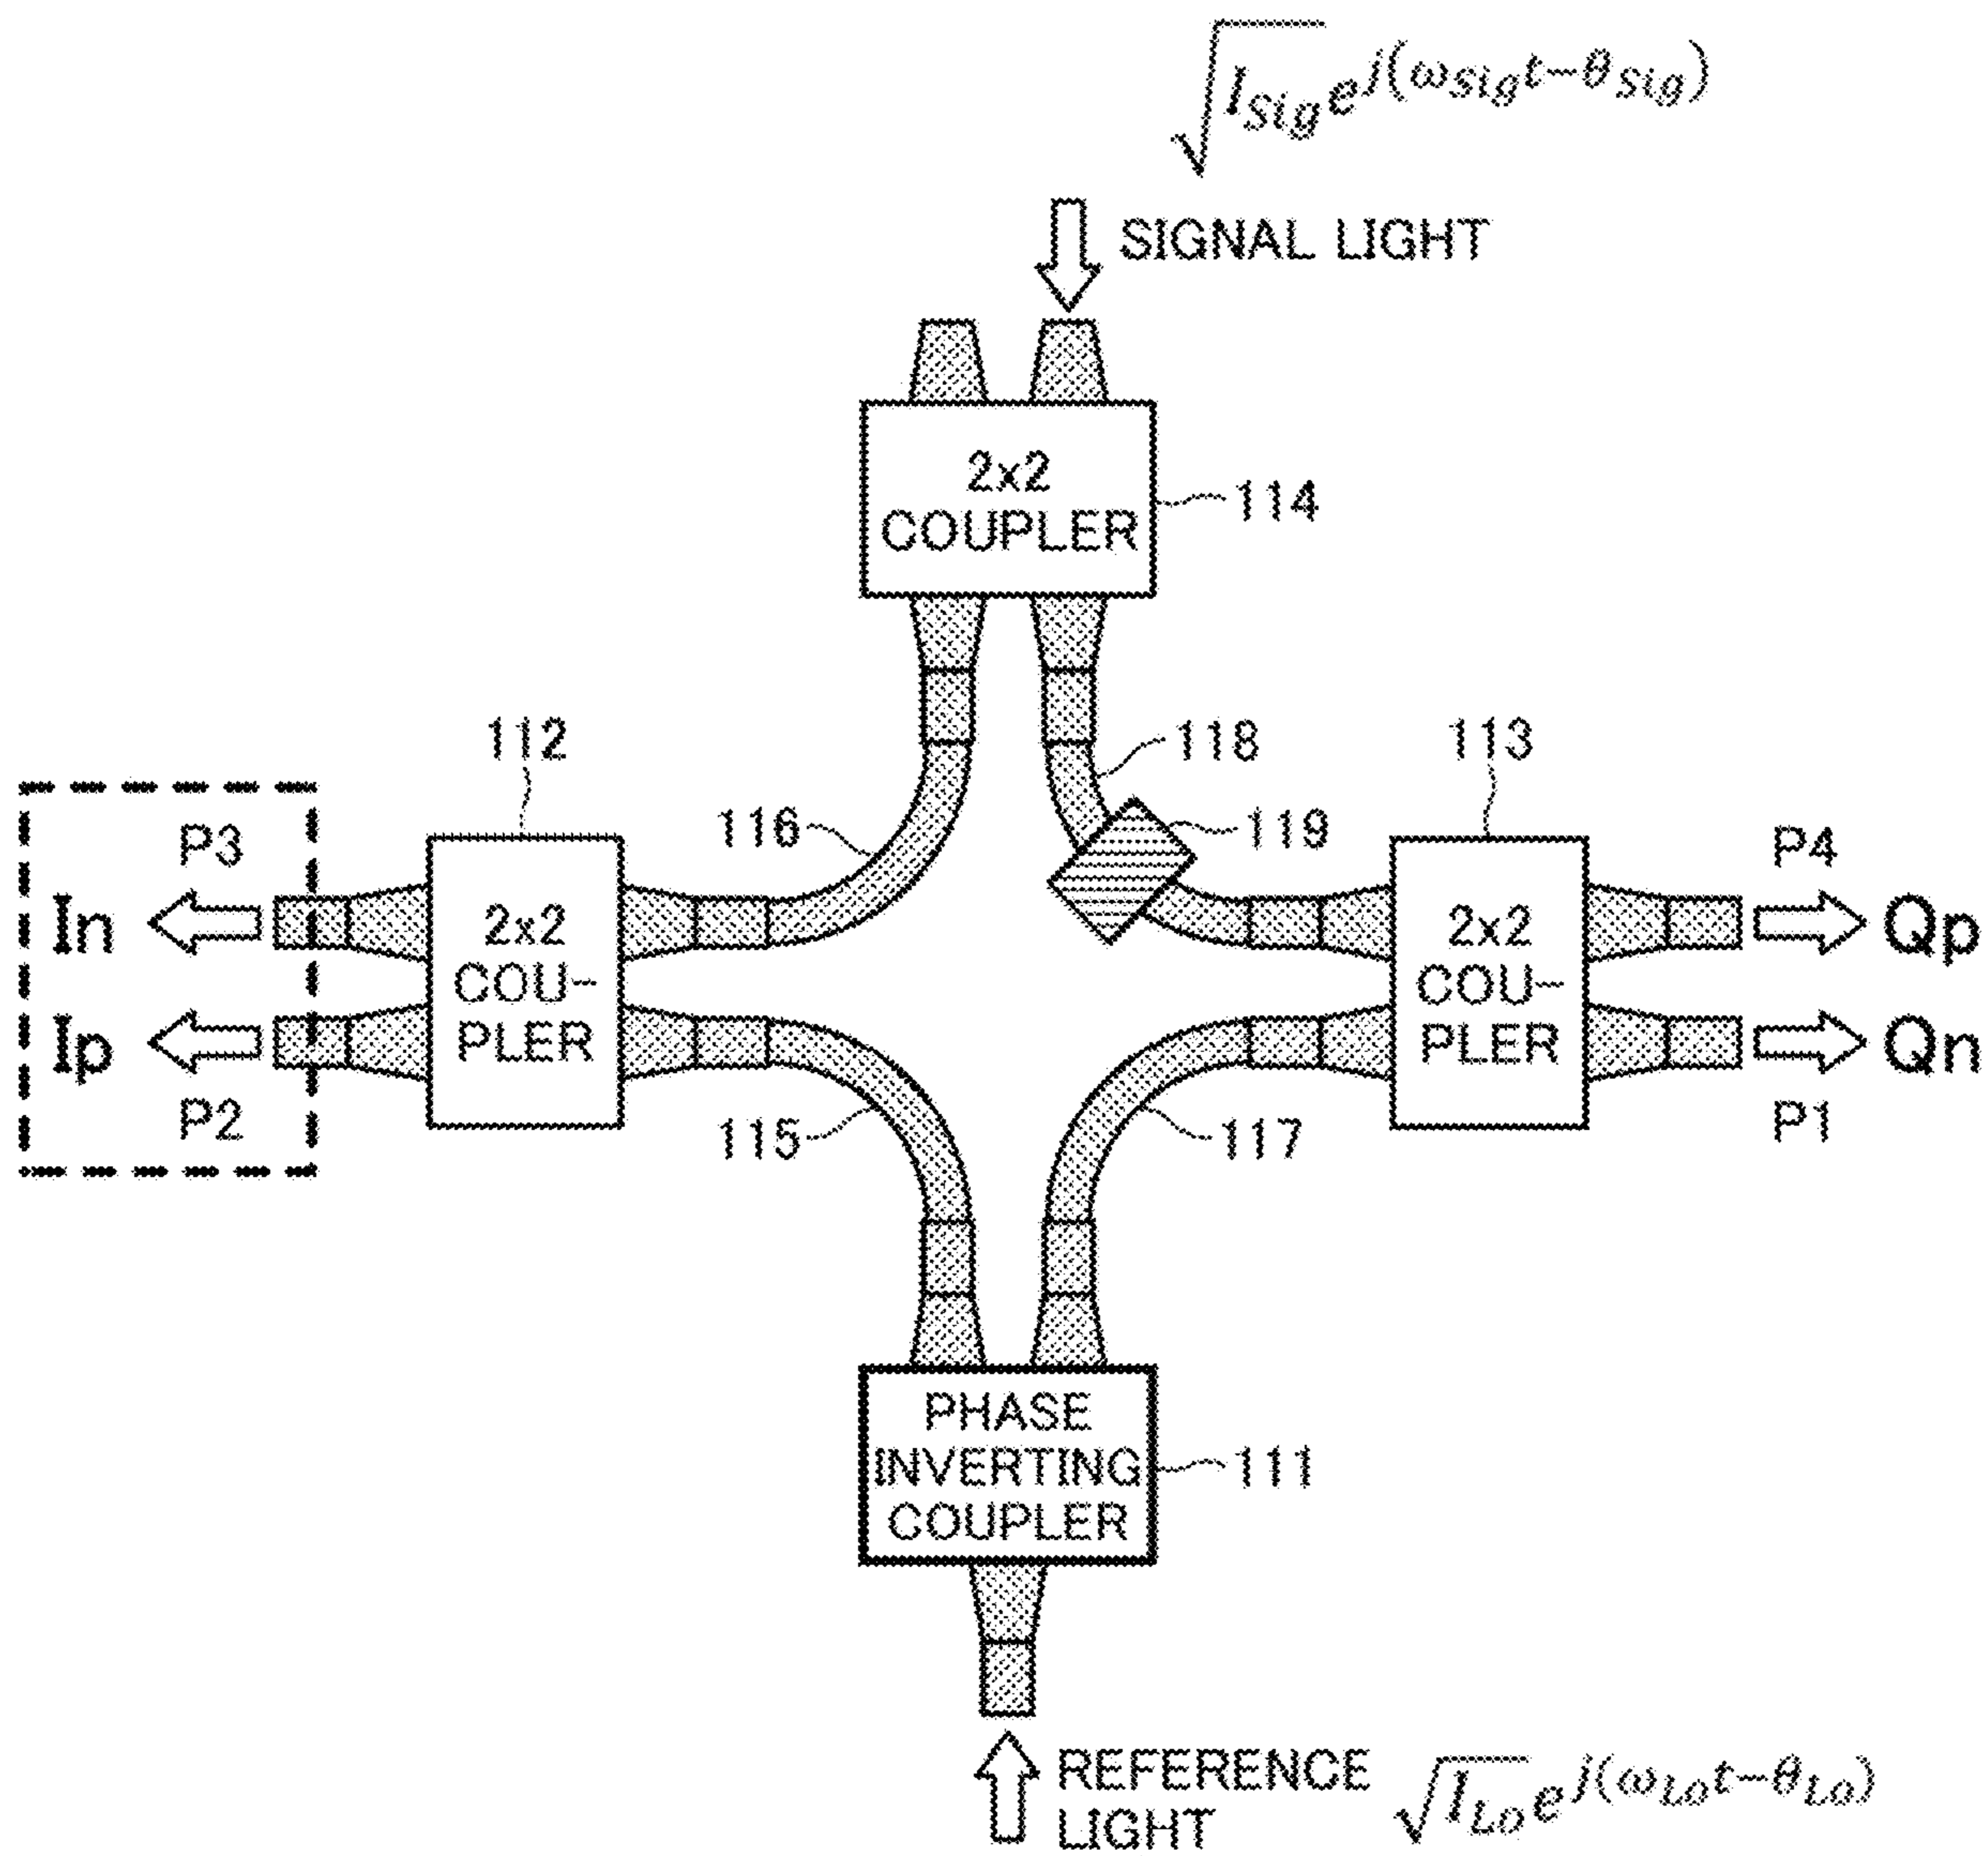 √I_Sig e^j(ω_Sig t−θ_Sig)
SIGNAL LIGHT
2x2
COUPLER
114
112
118
113
116
119
P3
P4
In
2x2
COU-
PLER
2x2
COU-
PLER
Qp
Ip
Qn
P2
115
117
P1
PHASE
INVERTING
COUPLER
111
REFERENCE
LIGHT
√I_LO e^j(ω_LO t−θ_LO)